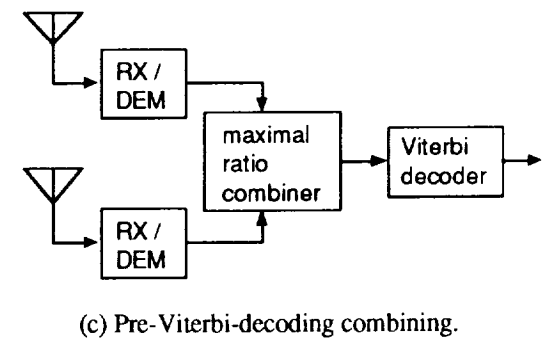 RX /
DEM
maximal
ratio
combiner
Viterbi
decoder
RX /
DEM
(c) Pre-Viterbi-decoding combining.